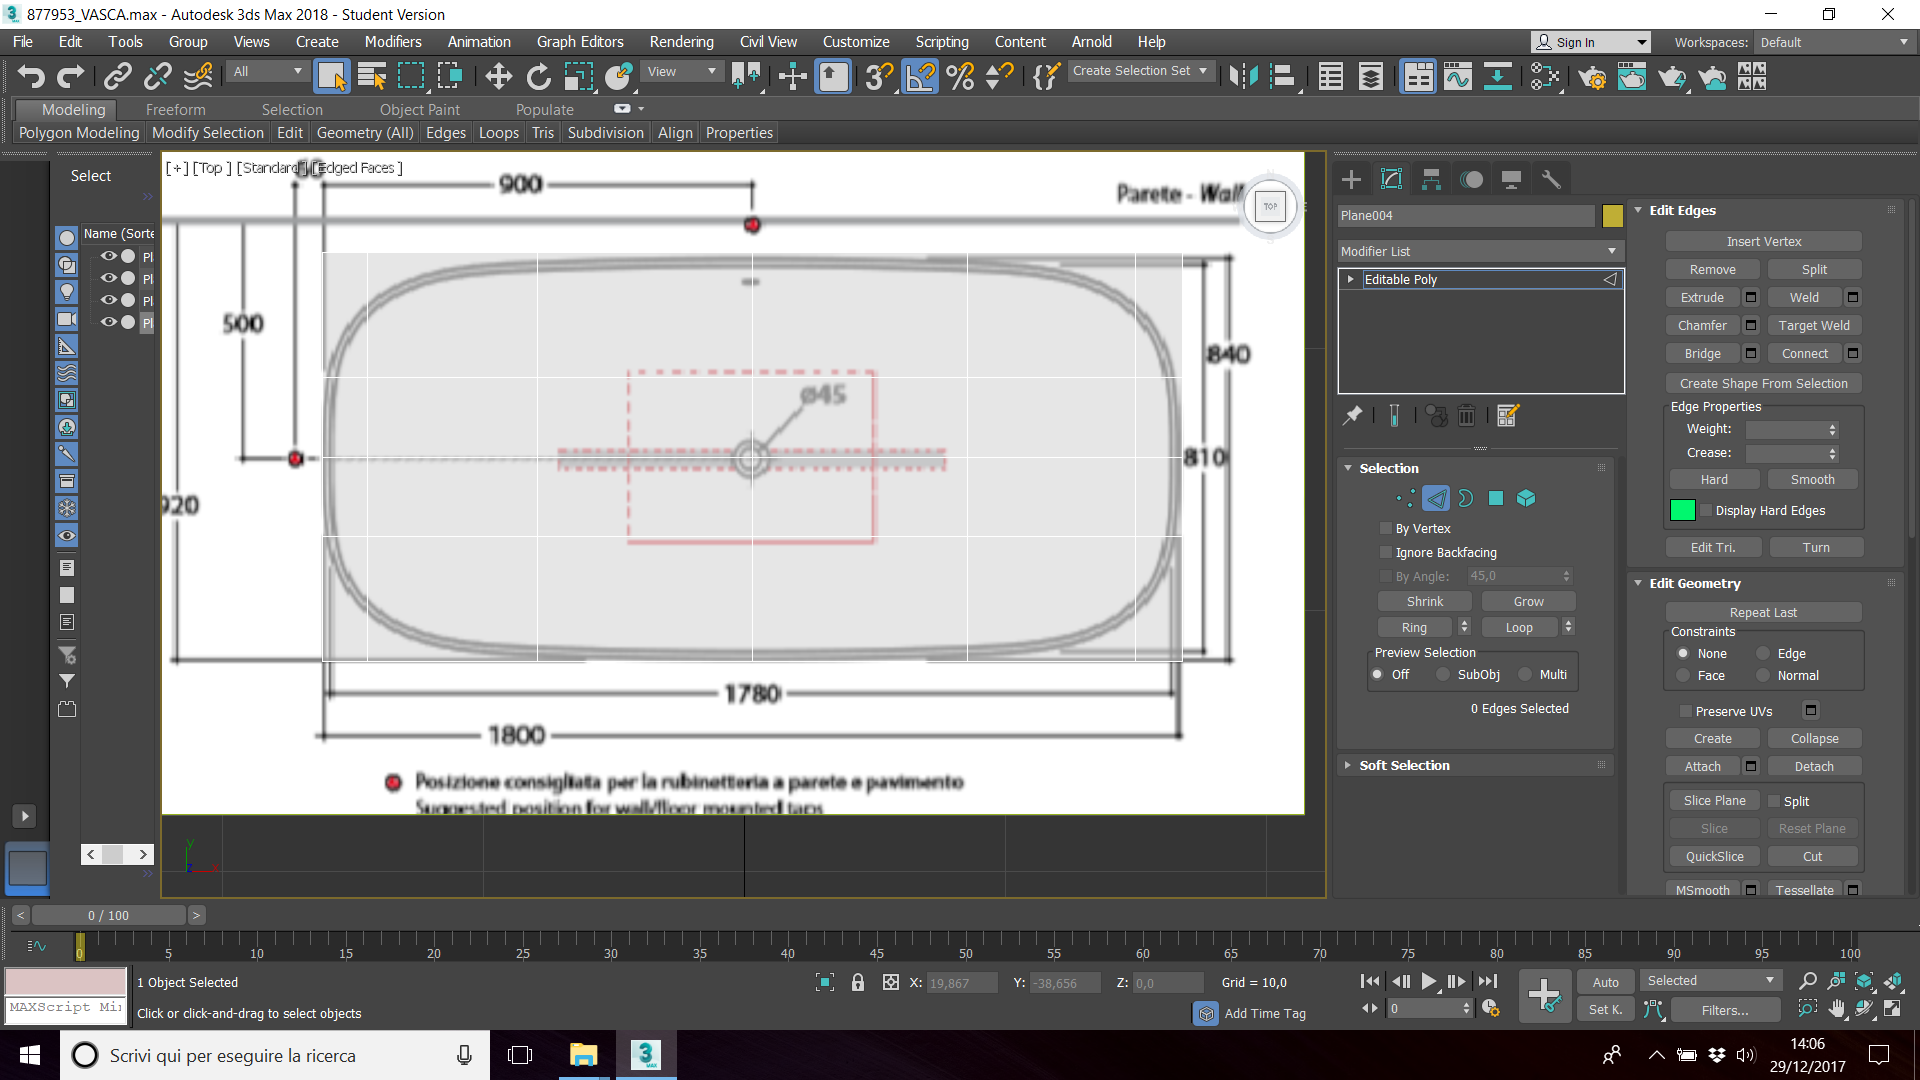 877953_VASCA.max - Autodesk 3ds Max 2018 - Student Version
File Edit Tools Group Views Create Modifiers Animation Graph Editors Rendering Civil View Customize Scripting Content Arnold Help
Sign In Workspaces: Default
All View Create Selection Set
Modeling Freeform Selection Object Paint Populate
Polygon Modeling Modify Selection Edit Geometry (All) Edges Loops Tris Subdivision Align Properties
Select
Name (Sorte
Pl
Pl
Pl
Pl
[+] [Top ] [Standard] [Edged Faces ]
900
Parete - Wall
TOP
500
840
ø45
810
920
1780
1800
Posizione consigliata per la rubinetteria a parete e pavimento
Suggested position for wall/floor mounted taps
y
z x
Plane004
Modifier List
Editable Poly
Selection
By Vertex
Ignore Backfacing
By Angle: 45,0
Shrink Grow
Ring Loop
Preview Selection
Off SubObj Multi
0 Edges Selected
Soft Selection
Edit Edges
Insert Vertex
Remove Split
Extrude Weld
Chamfer Target Weld
Bridge Connect
Create Shape From Selection
Edge Properties
Weight:
Crease:
Hard Smooth
Display Hard Edges
Edit Tri. Turn
Edit Geometry
Repeat Last
Constraints
None Edge
Face Normal
Preserve UVs
Create Collapse
Attach Detach
Slice Plane Split
Slice Reset Plane
QuickSlice Cut
MSmooth Tessellate
0 / 100
0 5 10 15 20 25 30 35 40 45 50 55 60 65 70 75 80 85 90 95 100
1 Object Selected
X: 19,867 Y: -38,656 Z: 0,0 Grid = 10,0
Auto Selected
MAXScript Mi
Click or click-and-drag to select objects
Add Time Tag
0
Set K. Filters...
Scrivi qui per eseguire la ricerca
3 MAX
14:06
29/12/2017